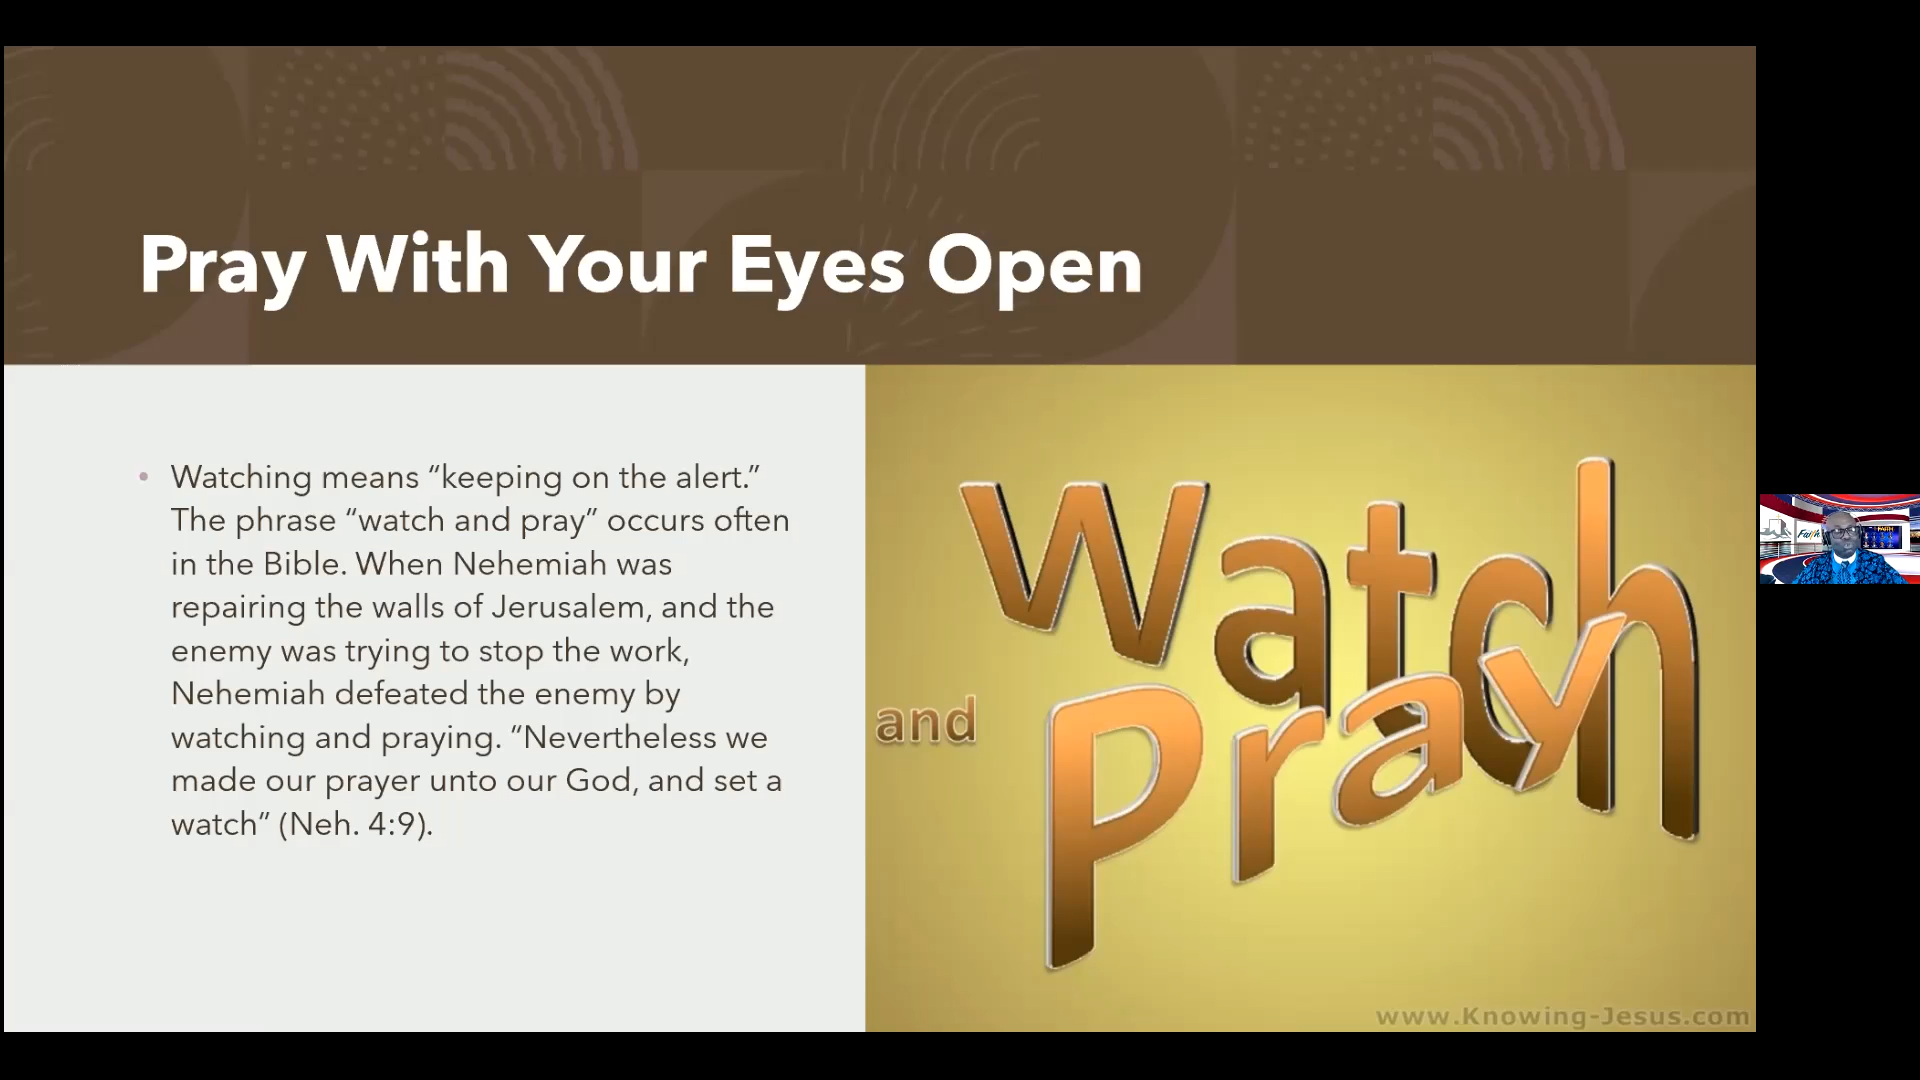 Pray With Your Eyes Open
• Watching means “keeping on the alert.”
The phrase “watch and pray” occurs often
in the Bible. When Nehemiah was
repairing the walls of Jerusalem, and the
enemy was trying to stop the work,
Nehemiah defeated the enemy by
watching and praying. “Nevertheless we
made our prayer unto our God, and set a
watch” (Neh. 4:9).
Watch
and
Pray
www.Knowing-Jesus.com
Faith
FAITH